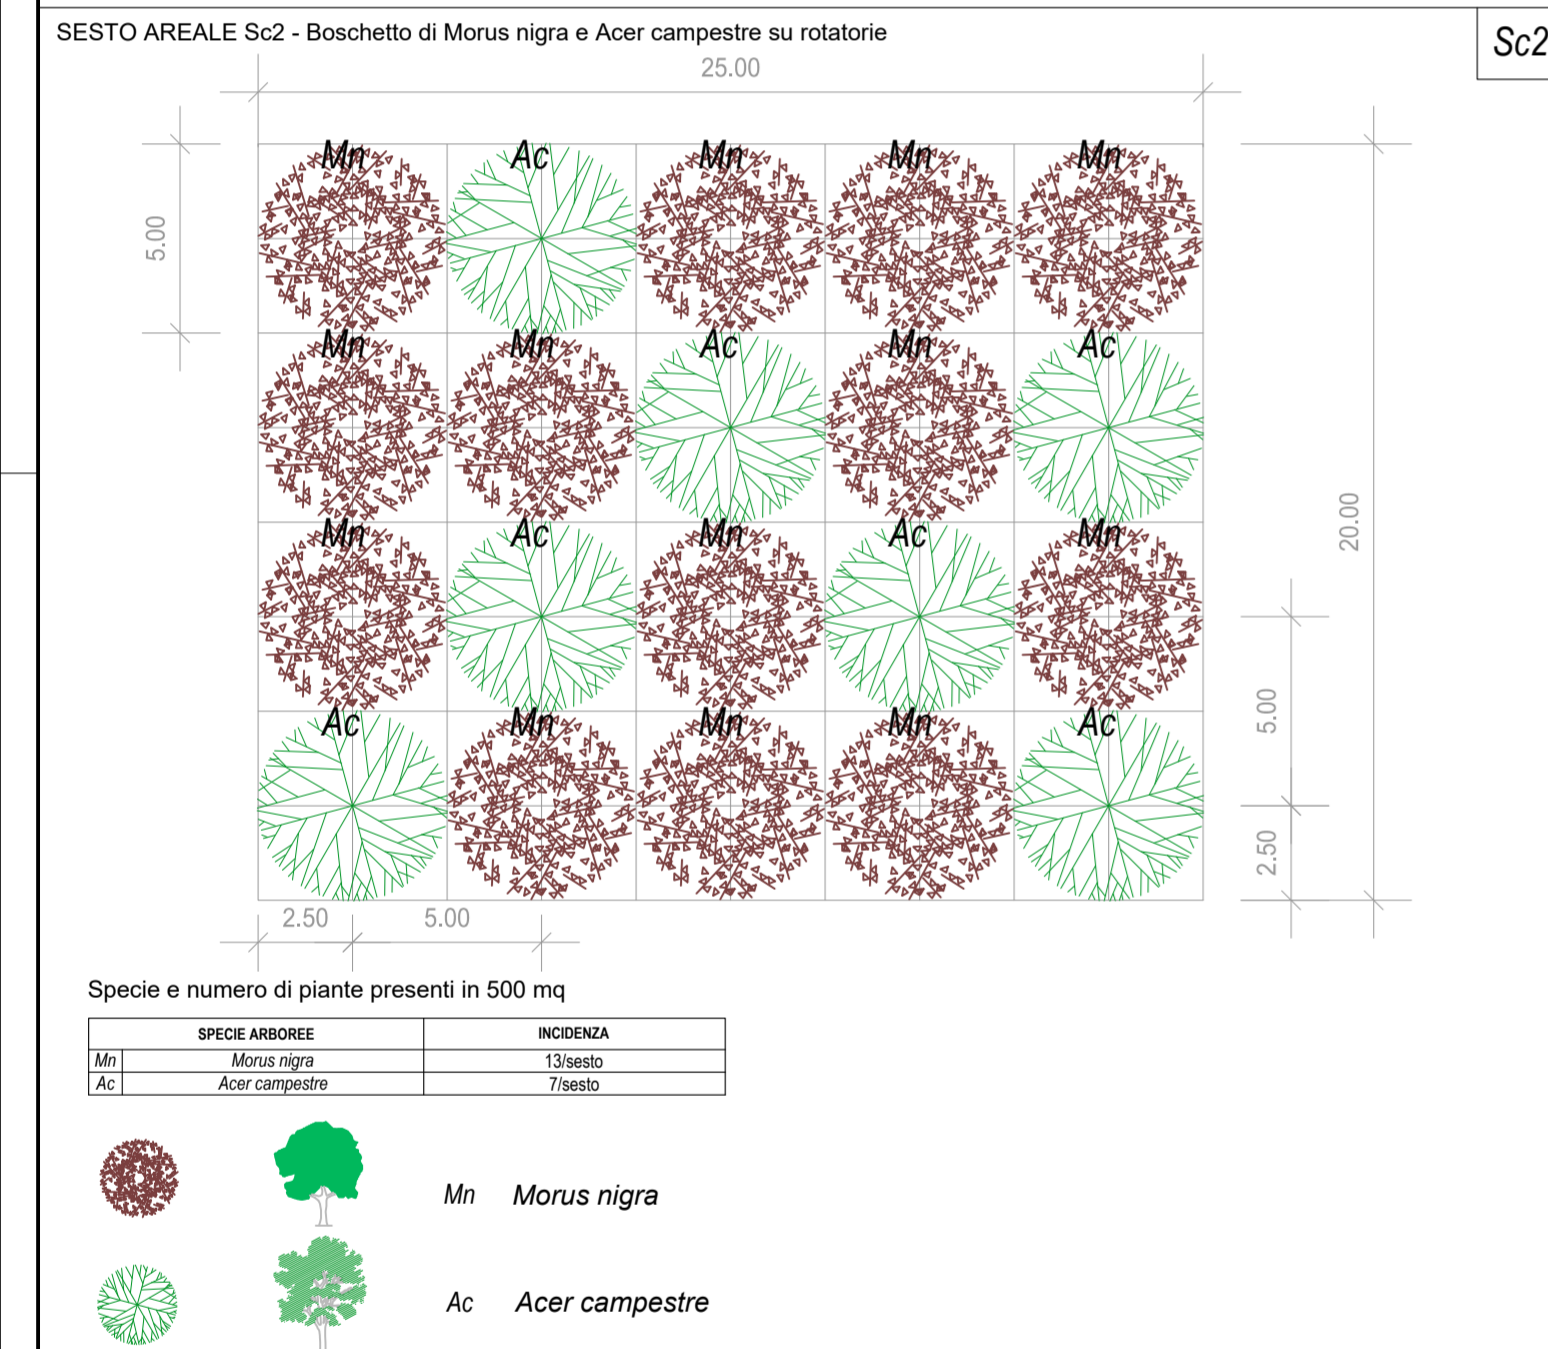 SESTO AREALE Sc2 - Boschetto di Morus nigra e Acer campestre su rotatorie
Sc2
25.00
5.00
Mn Ac Mn Mn Mn
Mn Mn Ac Mn Ac
Mn Ac Mn Ac Mn
Ac Mn Mn Mn Ac
20.00
5.00
2.50
2.50 5.00
Specie e numero di piante presenti in 500 mq
SPECIE ARBOREE INCIDENZA
Mn Morus nigra 13/sesto
Ac Acer campestre 7/sesto
Mn Morus nigra
Ac Acer campestre